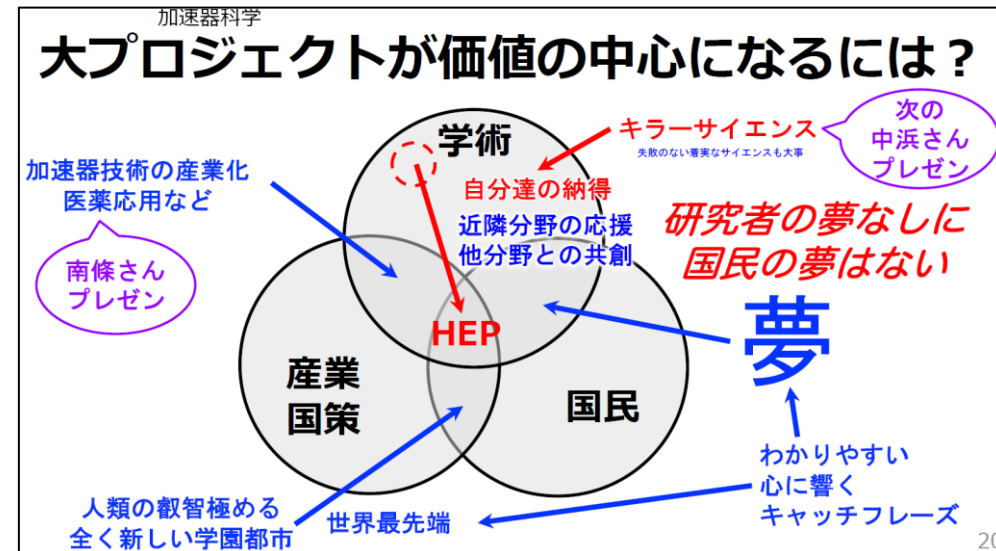 加速器科学
大プロジェクトが価値の中心になるには？
学術
キラーサイエンス
失敗のない着実なサイエンスも大事
次の
中浜さん
プレゼン
加速器技術の産業化
医薬応用など
自分達の納得
近隣分野の応援
他分野との共創
研究者の夢なしに
国民の夢はない
南條さん
プレゼン
HEP
夢
産業
国策
国民
わかりやすい
心に響く
キャッチフレーズ
人類の叡智極める
全く新しい学園都市
世界最先端
20